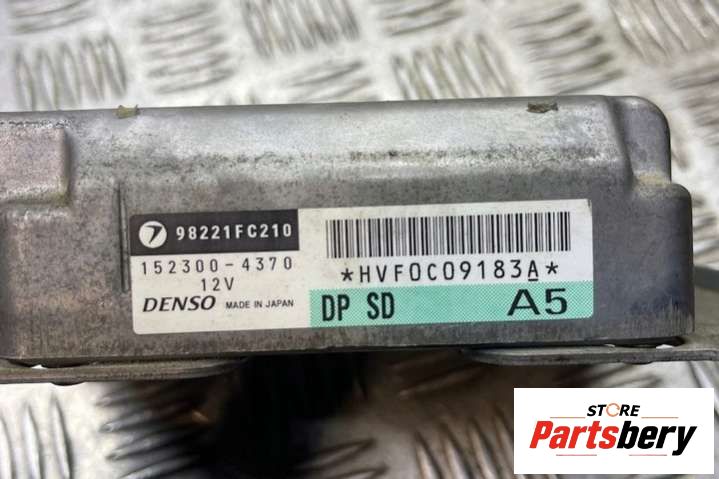 98221FC210
152300-4370
12V
DENSO MADE IN JAPAN
*HVF0C09183A*
DP SD A5
STORE
Partsbery